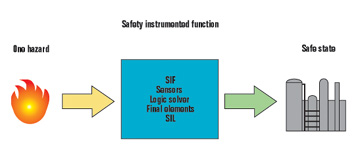 Safety instrumented function
One hazard
Safe state
SIF
Sensors
Logic solver
Final elements
SIL